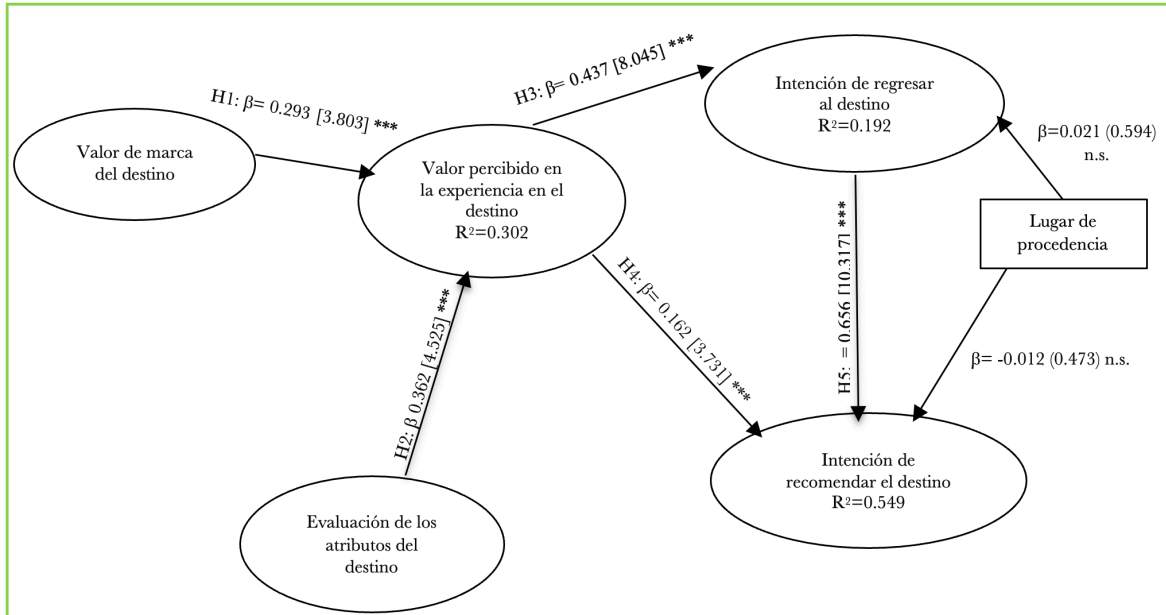 H1: β= 0.293 [3.803] ***
Valor de marca
del destino
H3: β= 0.437 [8.045] ***
Valor percibido en
la experiencia en el
destino
R²=0.302
Intención de regresar
al destino
R²=0.192
β=0.021 (0.594)
n.s.
Lugar de
procedencia
H2: β 0.362 [4.525] ***
H4: β= 0.162 [3.731] ***
H5: = 0.656 [10.317] ***
β= -0.012 (0.473) n.s.
Evaluación de los
atributos del
destino
Intención de
recomendar el destino
R²=0.549